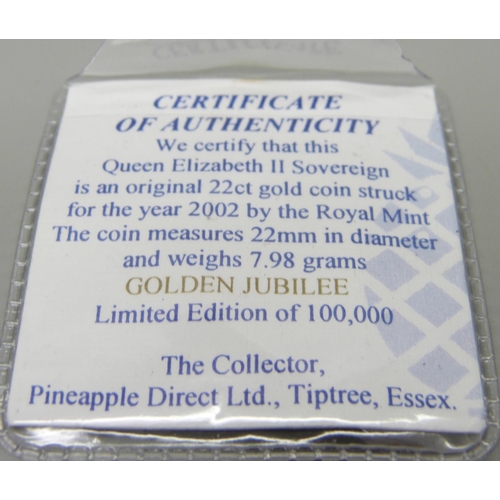 CERTIFICATE
OF AUTHENTICITY
We certify that this
Queen Elizabeth II Sovereign
is an original 22ct gold coin struck
for the year 2002 by the Royal Mint
The coin measures 22mm in diameter
and weighs 7.98 grams
GOLDEN JUBILEE
Limited Edition of 100,000
The Collector,
Pineapple Direct Ltd., Tiptree, Essex.